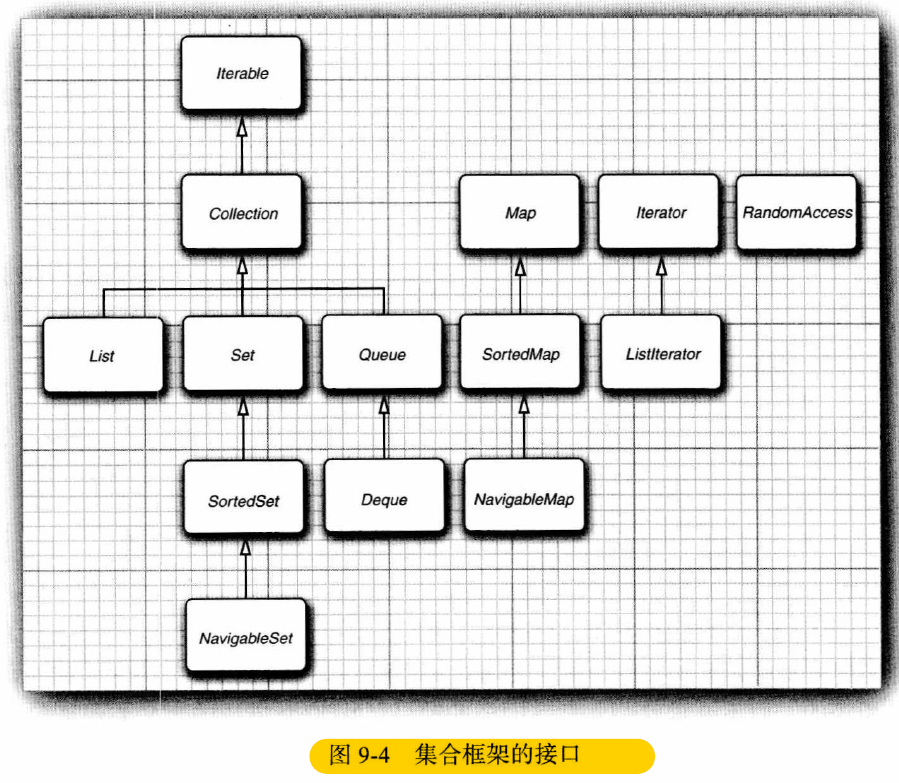 Iterable
Collection
Map
Iterator
RandomAccess
List
Set
Queue
SortedMap
ListIterator
SortedSet
Deque
NavigableMap
NavigableSet
图 9-4 集合框架的接口